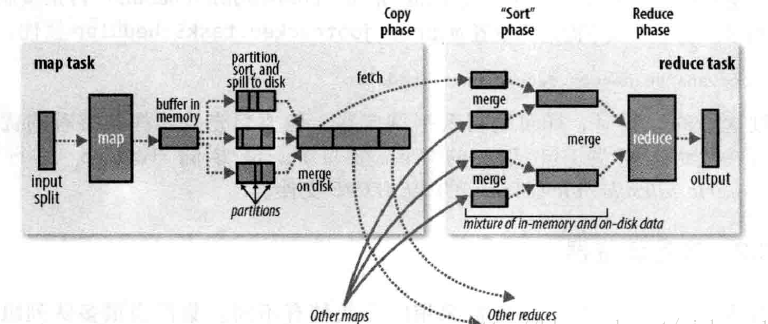 Copy phase
"Sort" phase
Reduce phase
map task
partition, sort, and spill to disk
fetch
reduce task
buffer in memory
map
merge
merge
merge
reduce
input split
merge on disk
partitions
output
mixture of in-memory and on-disk data
Other maps
Other reduces